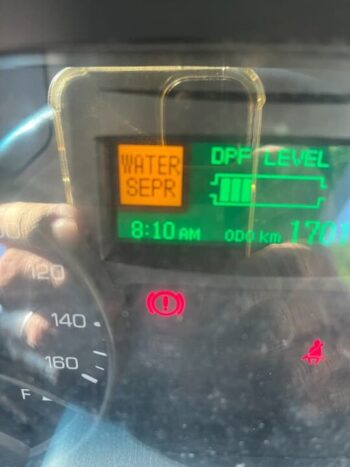 WATER
SEPR
DPF LEVEL
8:10 AM
ODO km
120
140
160
F